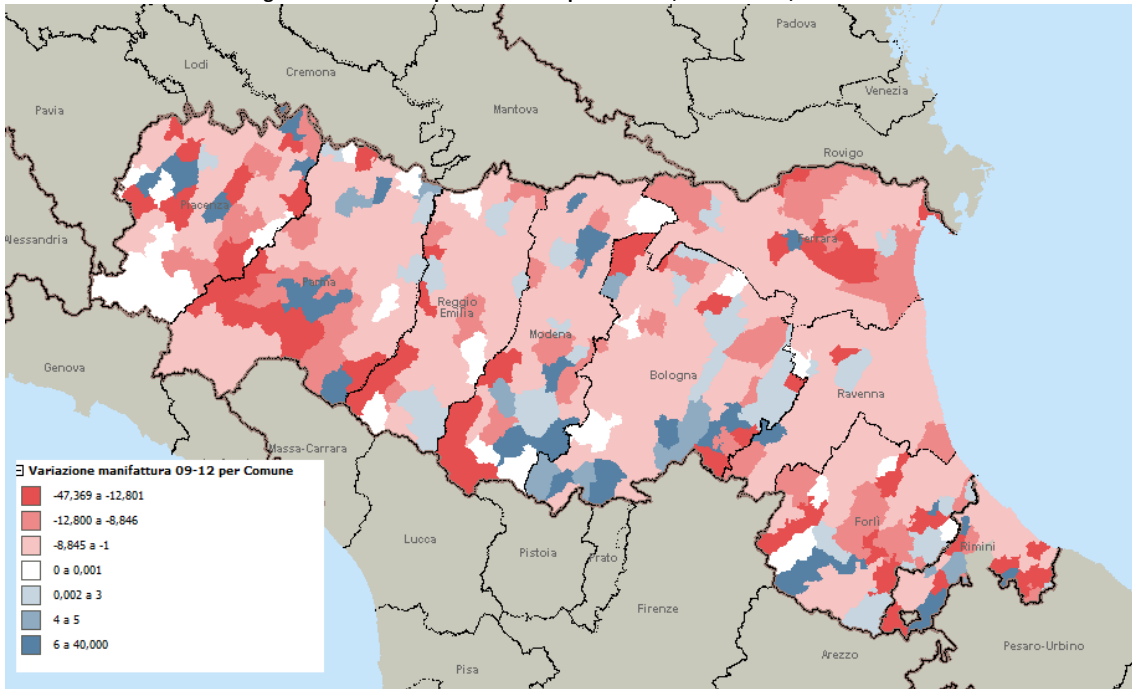 Padova
Lodi
Cremona
Venezia
Pavia
Mantova
Rovigo
Piacenza
Alessandria
Ferrara
Parma
Reggio
Emilia
Modena
Genova
Bologna
Ravenna
Massa-Carrara
Forlì
Lucca
Pistoia
Prato
Rimini
Firenze
Arezzo
Pesaro-Urbino
Pisa
Variazione manifattura 09-12 per Comune
-47,369 a -12,801
-12,800 a -8,846
-8,845 a -1
0 a 0,001
0,002 a 3
4 a 5
6 a 40,000